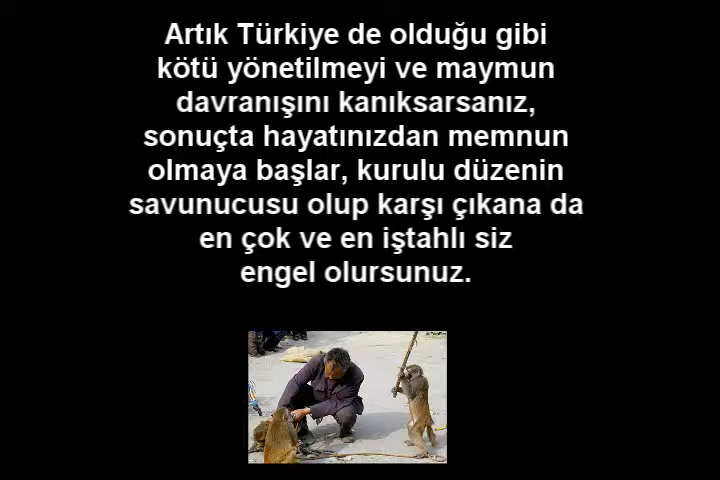 Artık Türkiye de olduğu gibi
kötü yönetilmeyi ve maymun
davranışını kanıksarsanız,
sonuçta hayatınızdan memnun
olmaya başlar, kurulu düzenin
savunucusu olup karşı çıkana da
en çok ve en iştahlı siz
engel olursunuz.